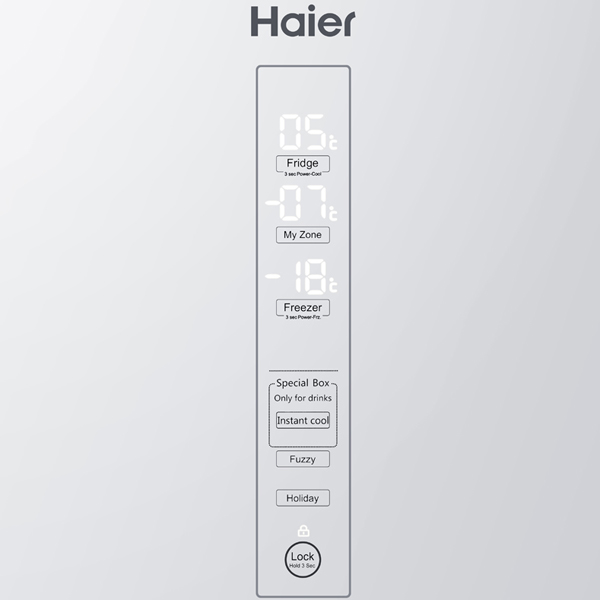 Haier
05°c
Fridge
3 sec Power-Cool
-07°c
My Zone
-18°c
Freezer
3 sec Power-Frz.
Special Box
Only for drinks
Instant cool
Fuzzy
Holiday
Lock
Hold 3 Sec